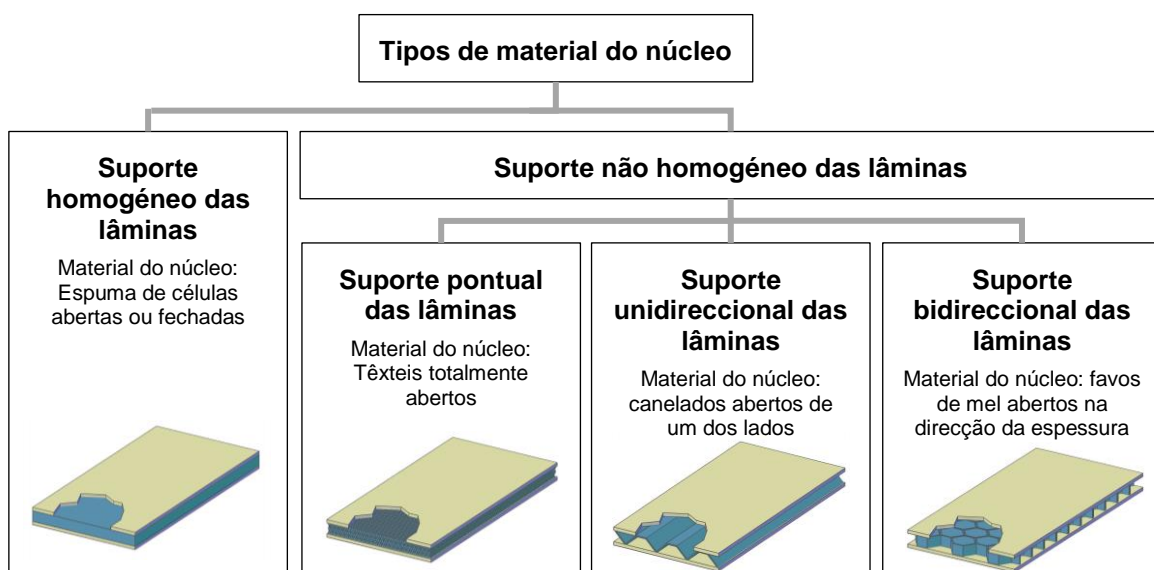 Tipos de material do núcleo
Suporte
homogéneo das
lâminas
Material do núcleo:
Espuma de células
abertas ou fechadas
Suporte não homogéneo das lâminas
Suporte pontual
das lâminas
Material do núcleo:
Têxteis totalmente
abertos
Suporte
unidireccional das
lâminas
Material do núcleo:
canelados abertos de
um dos lados
Suporte
bidireccional das
lâminas
Material do núcleo: favos
de mel abertos na
direcção da espessura